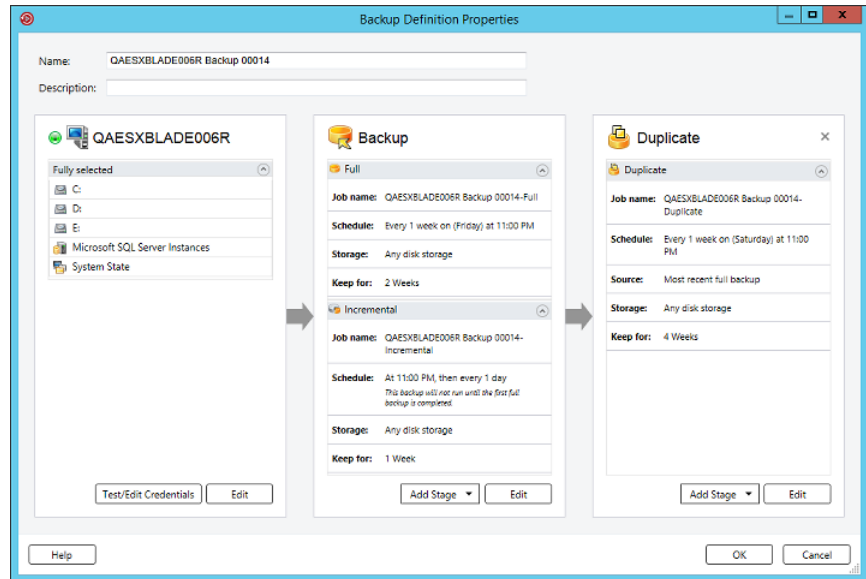 Backup Definition Properties
Name: QAESXBLADE006R Backup 00014
Description:
QAESXBLADE006R
Fully selected
C:
D:
E:
Microsoft SQL Server Instances
System State
Test/Edit Credentials Edit
Backup
Full
Job name: QAESXBLADE006R Backup 00014-Full
Schedule: Every 1 week on (Friday) at 11:00 PM
Storage: Any disk storage
Keep for: 2 Weeks
Incremental
Job name: QAESXBLADE006R Backup 00014-
Incremental
Schedule: At 11:00 PM, then every 1 day
This backup will not run until the first full
backup is completed.
Storage: Any disk storage
Keep for: 1 Week
Add Stage Edit
Duplicate
Duplicate
Job name: QAESXBLADE006R Backup 00014-
Duplicate
Schedule: Every 1 week on (Saturday) at 11:00
PM
Source: Most recent full backup
Storage: Any disk storage
Keep for: 4 Weeks
Add Stage Edit
Help OK Cancel